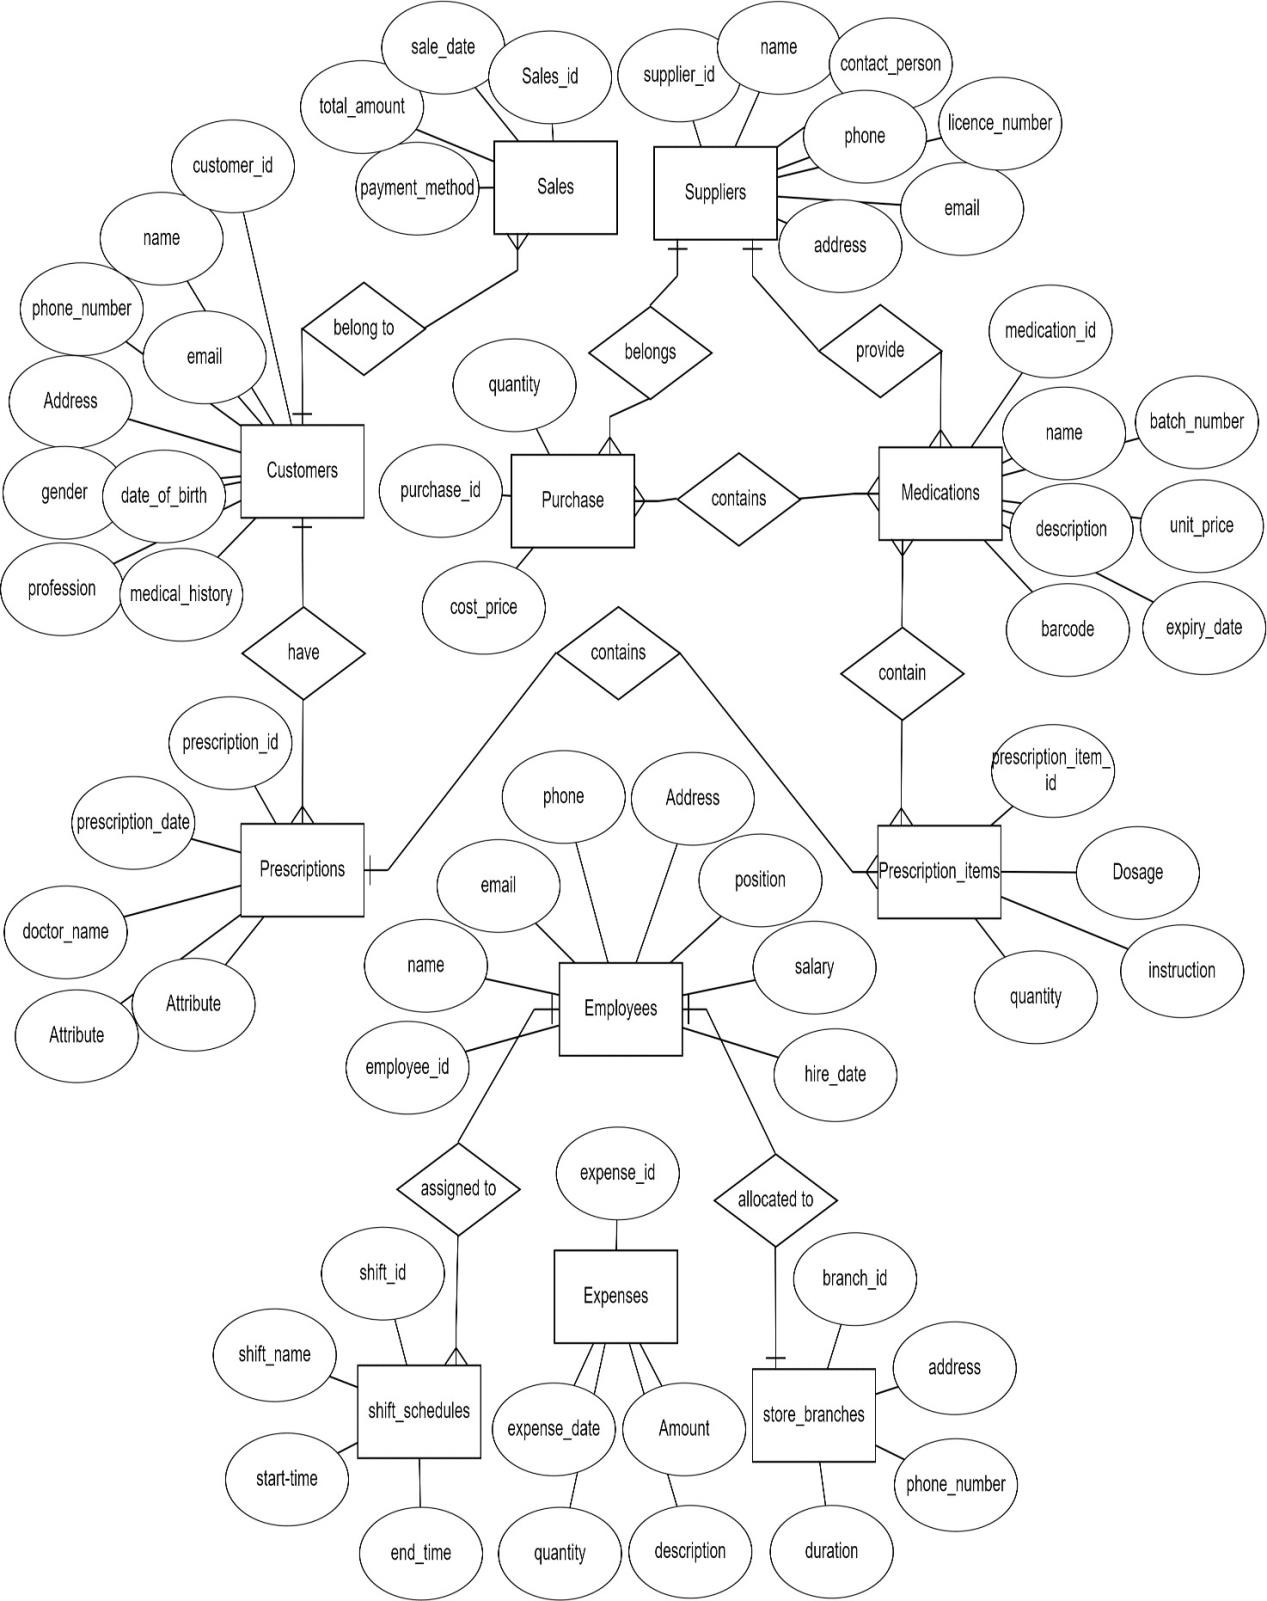 sale_date
Sales_id
total_amount
payment_method
Sales
supplier_id
name
contact_person
phone
licence_number
email
address
Suppliers
customer_id
name
phone_number
email
Address
gender
date_of_birth
profession
medical_history
Customers
belong to
belongs
provide
quantity
purchase_id
Purchase
cost_price
contains
medication_id
name
batch_number
Medications
description
unit_price
barcode
expiry_date
have
contains
contain
prescription_id
prescription_date
Prescriptions
doctor_name
Attribute
Attribute
phone
Address
email
position
name
salary
Employees
employee_id
hire_date
prescription_item_
id
Prescription_items
Dosage
instruction
quantity
assigned to
allocated to
expense_id
Expenses
expense_date
Amount
quantity
description
shift_id
shift_name
shift_schedules
start-time
end_time
branch_id
address
store_branches
phone_number
duration